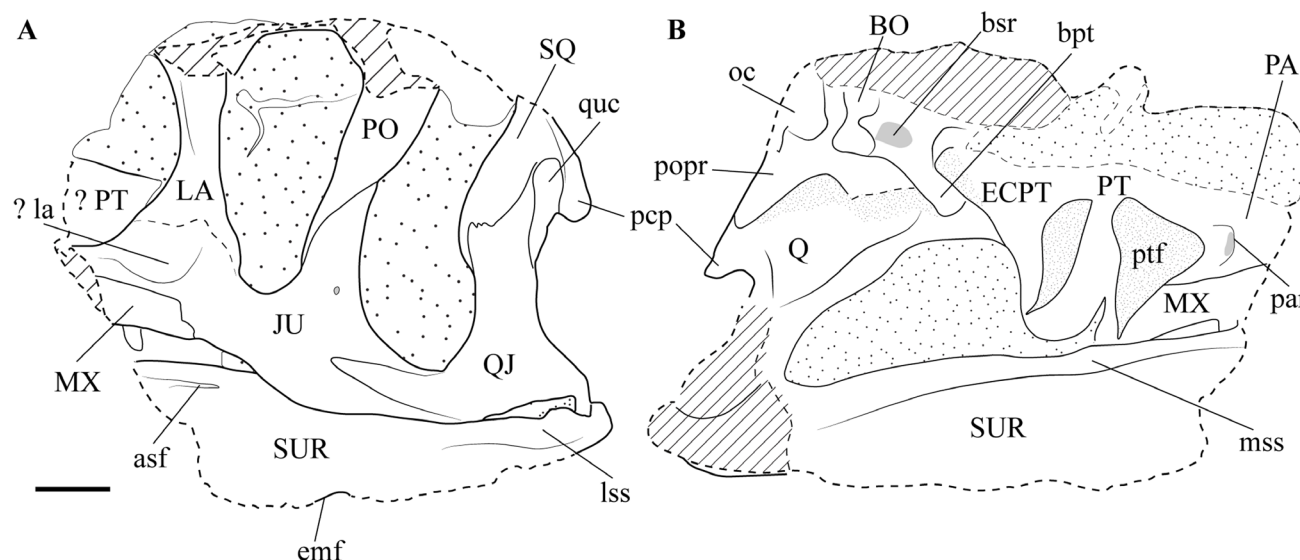 A
SQ
quc
PO
? PT
LA
? la
pcp
JU
MX
QJ
asf
SUR
lss
emf
B
BO
bsr
bpt
oc
PA
popr
ECPT
PT
Q
ptf
MX
SUR
mss